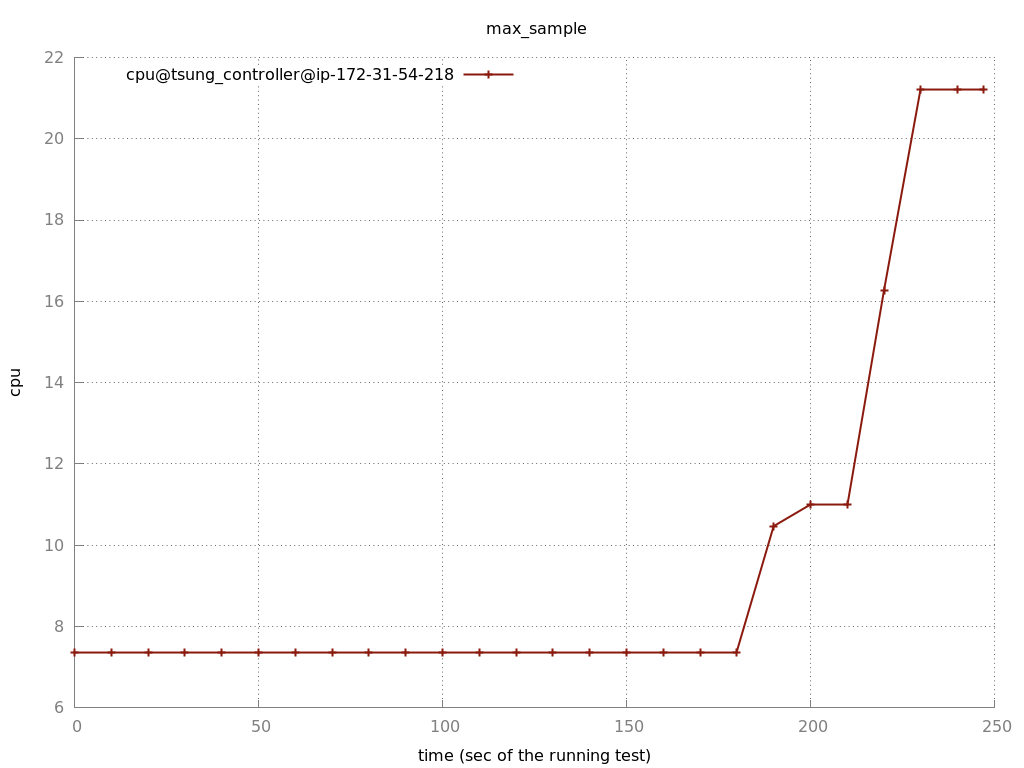 max_sample
cpu@tsung_controller@ip-172-31-54-218
22
20
18
16
14
12
10
8
6
cpu
0 50 100 150 200 250
time (sec of the running test)